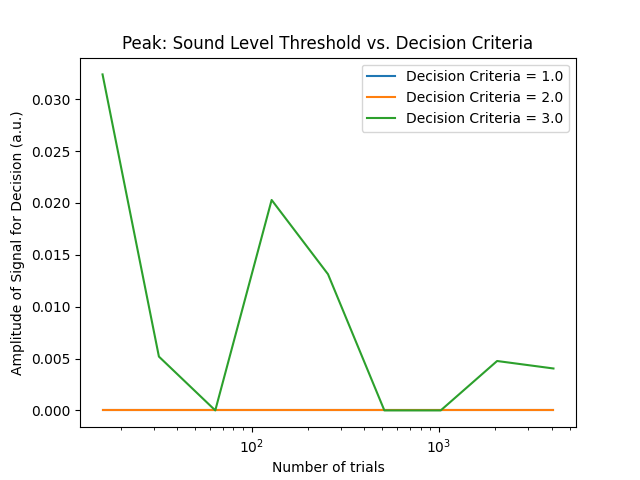 Peak: Sound Level Threshold vs. Decision Criteria
Decision Criteria = 1.0
Decision Criteria = 2.0
Decision Criteria = 3.0
Amplitude of Signal for Decision (a.u.)
0.030
0.025
0.020
0.015
0.010
0.005
0.000
10² 10³
Number of trials